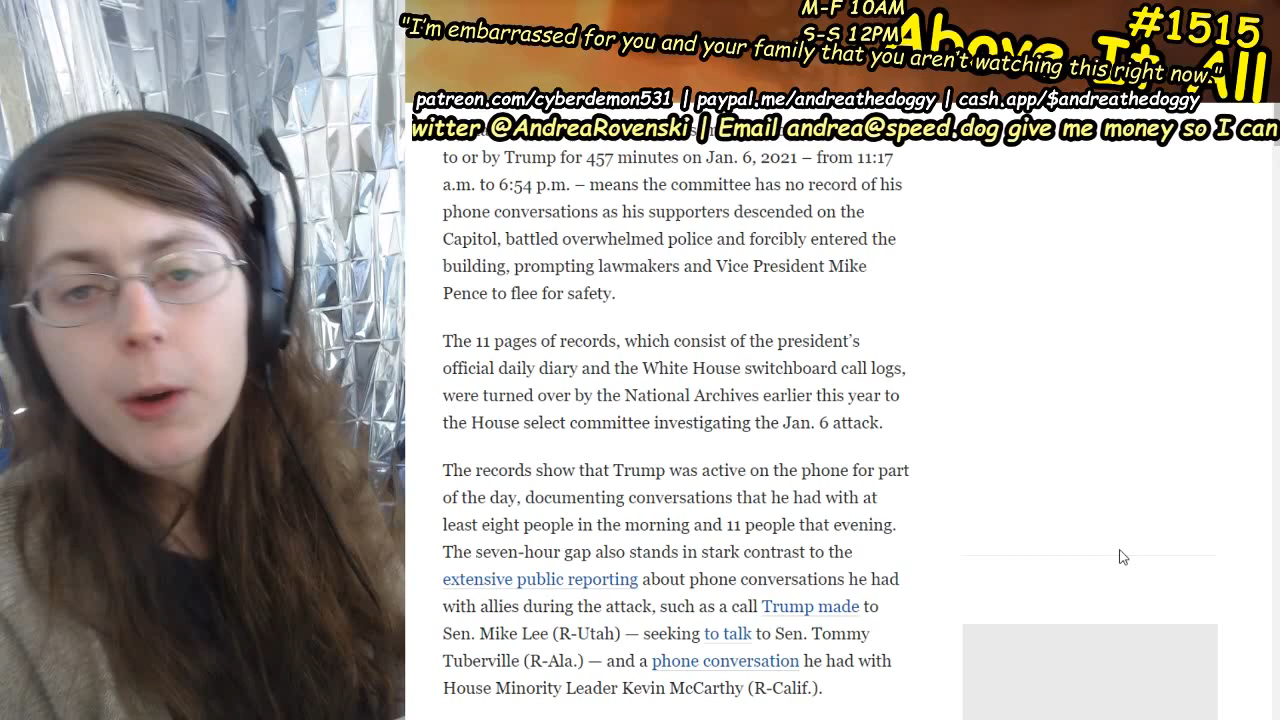 M-F 10AM
S-S 12PM
#1515
Above It All
"I'm embarrassed for you and your family that you aren't watching this right now."
patreon.com/cyberdemon531 | paypal.me/andreathedoggy | cash.app/$andreathedoggy
witter @AndreaRovenski | Email andrea@speed.dog give me money so I can
to or by Trump for 457 minutes on Jan. 6, 2021 – from 11:17
a.m. to 6:54 p.m. – means the committee has no record of his
phone conversations as his supporters descended on the
Capitol, battled overwhelmed police and forcibly entered the
building, prompting lawmakers and Vice President Mike
Pence to flee for safety.
The 11 pages of records, which consist of the president's
official daily diary and the White House switchboard call logs,
were turned over by the National Archives earlier this year to
the House select committee investigating the Jan. 6 attack.
The records show that Trump was active on the phone for part
of the day, documenting conversations that he had with at
least eight people in the morning and 11 people that evening.
The seven-hour gap also stands in stark contrast to the
extensive public reporting about phone conversations he had
with allies during the attack, such as a call Trump made to
Sen. Mike Lee (R-Utah) — seeking to talk to Sen. Tommy
Tuberville (R-Ala.) — and a phone conversation he had with
House Minority Leader Kevin McCarthy (R-Calif.).